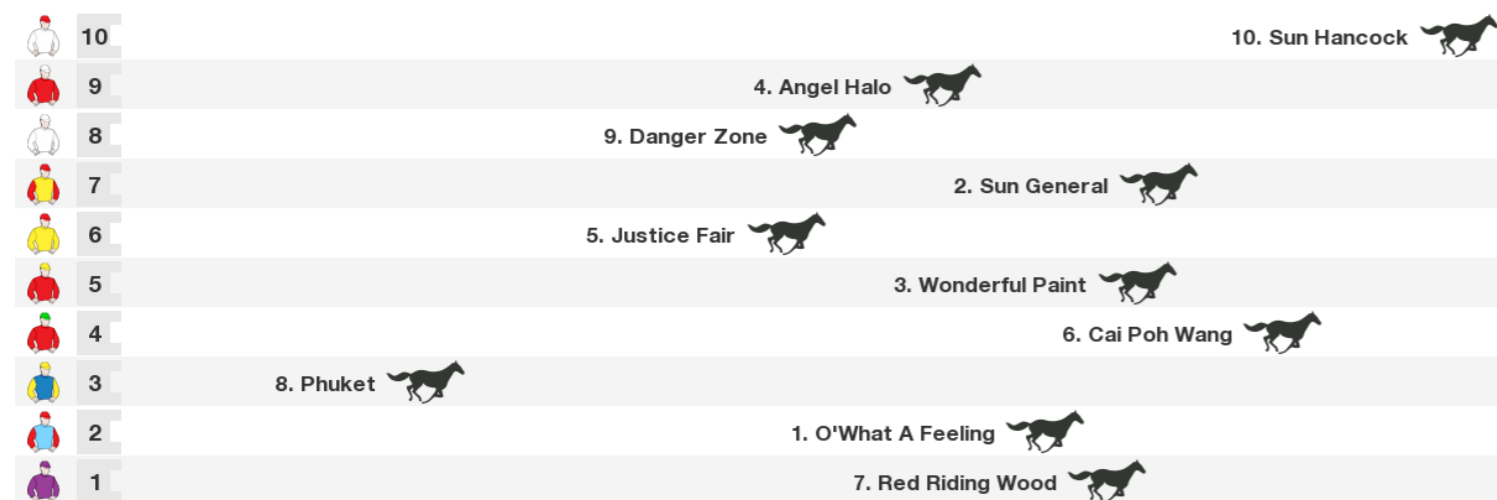 10 10. Sun Hancock
9 4. Angel Halo
8 9. Danger Zone
7 2. Sun General
6 5. Justice Fair
5 3. Wonderful Paint
4 6. Cai Poh Wang
3 8. Phuket
2 1. O'What A Feeling
1 7. Red Riding Wood